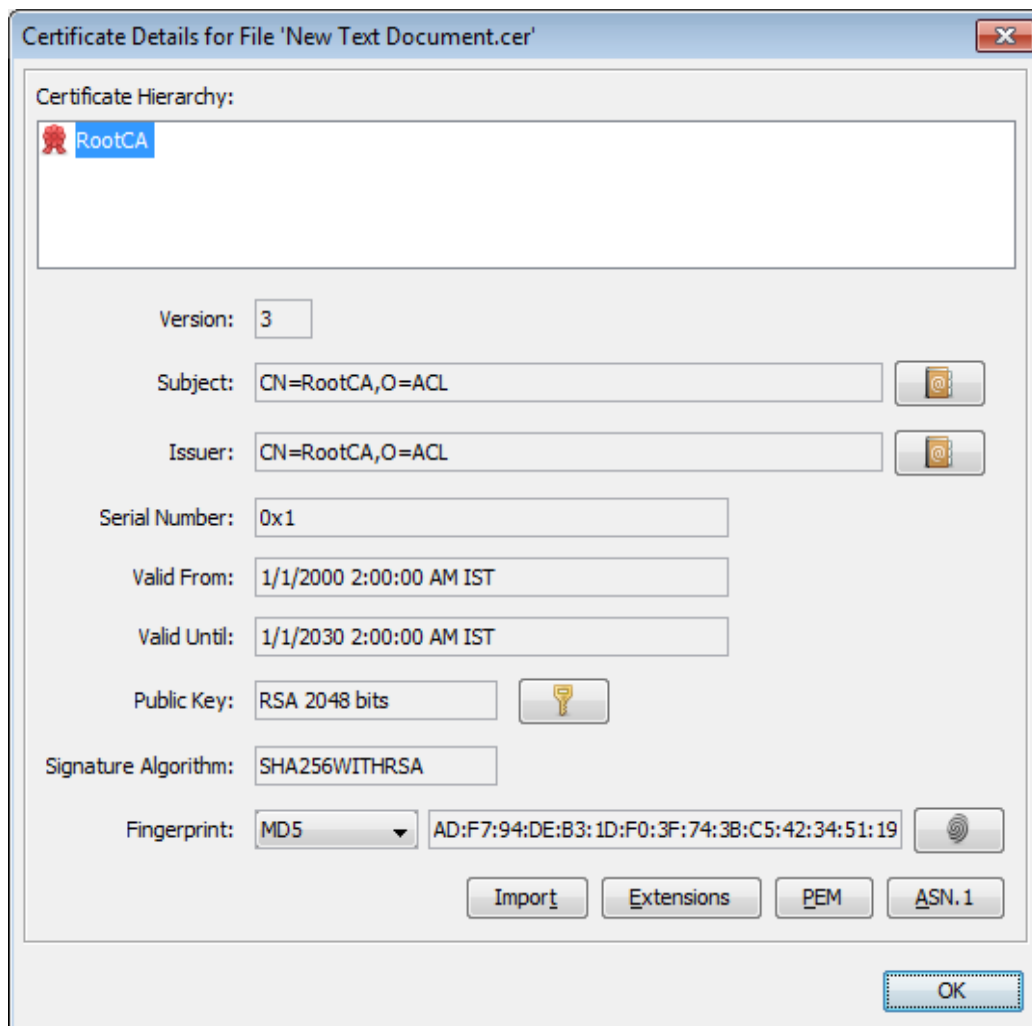 Certificate Details for File 'New Text Document.cer'
Certificate Hierarchy:
RootCA
Version: 3
Subject: CN=RootCA,O=ACL
Issuer: CN=RootCA,O=ACL
Serial Number: 0x1
Valid From: 1/1/2000 2:00:00 AM IST
Valid Until: 1/1/2030 2:00:00 AM IST
Public Key: RSA 2048 bits
Signature Algorithm: SHA256WITHRSA
Fingerprint: MD5 AD:F7:94:DE:B3:1D:F0:3F:74:3B:C5:42:34:51:19
Import Extensions PEM ASN.1
OK